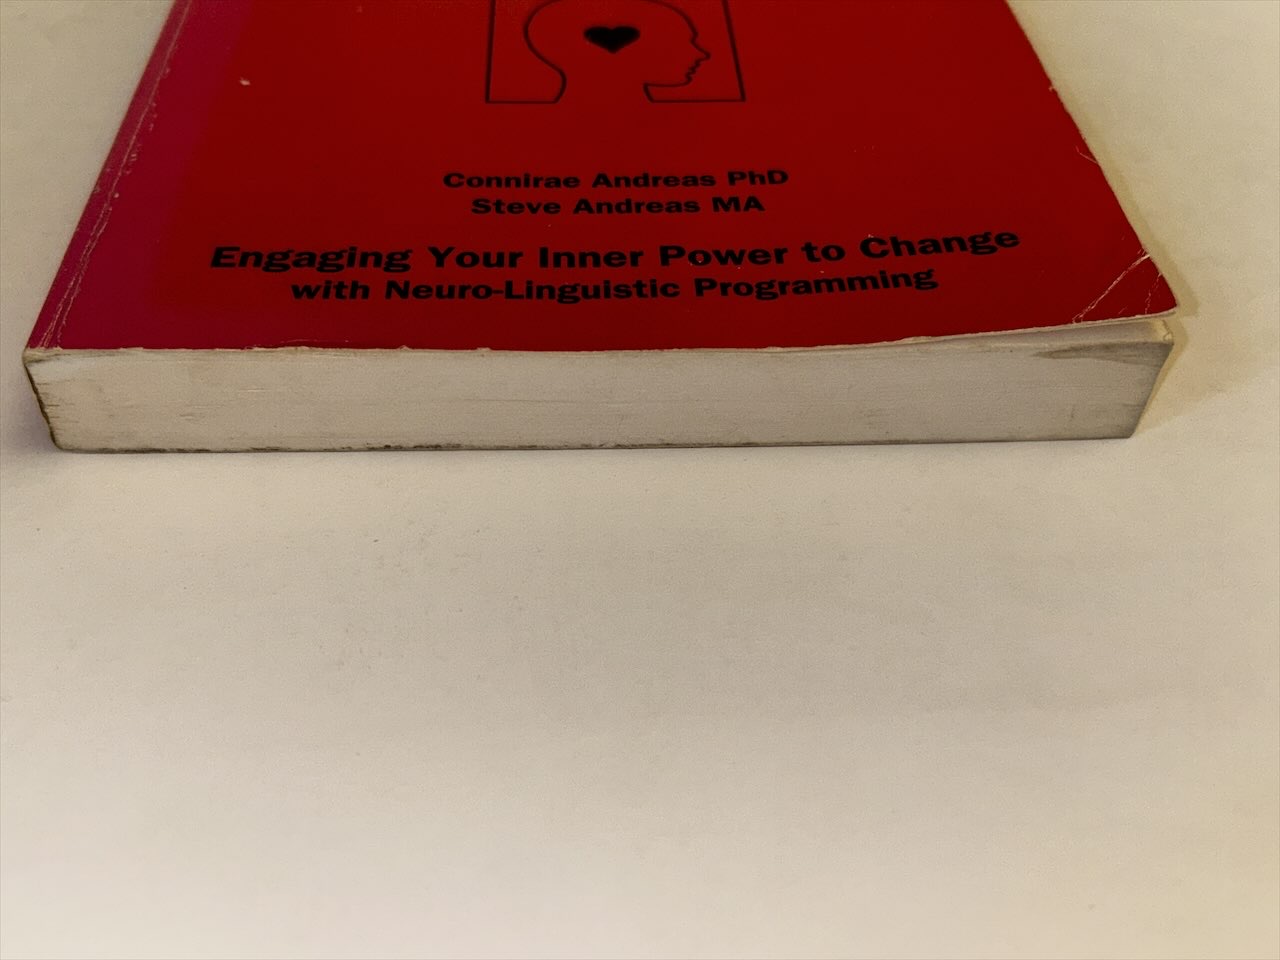 Connirae Andreas PhD
Steve Andreas MA
Engaging Your Inner Power to Change
with Neuro-Linguistic Programming